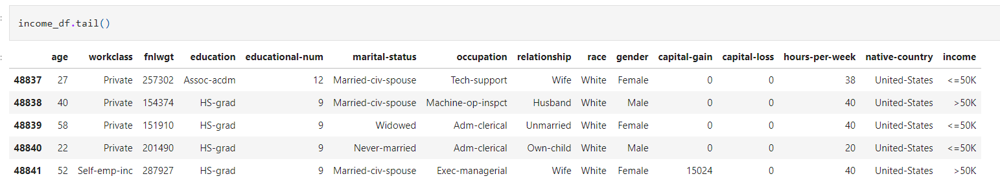 income_df.tail()
age workclass fnlwgt education educational-num marital-status occupation relationship race gender capital-gain capital-loss hours-per-week native-country income
48837 27 Private 257302 Assoc-acdm 12 Married-civ-spouse Tech-support Wife White Female 0 0 38 United-States <=50K
48838 40 Private 154374 HS-grad 9 Married-civ-spouse Machine-op-inspct Husband White Male 0 0 40 United-States >50K
48839 58 Private 151910 HS-grad 9 Widowed Adm-clerical Unmarried White Female 0 0 40 United-States <=50K
48840 22 Private 201490 HS-grad 9 Never-married Adm-clerical Own-child White Male 0 0 20 United-States <=50K
48841 52 Self-emp-inc 287927 HS-grad 9 Married-civ-spouse Exec-managerial Wife White Female 15024 0 40 United-States >50K